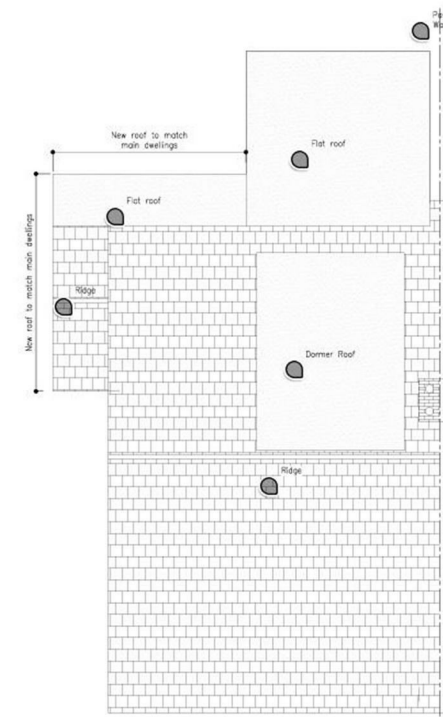 New roof to match
main dwellings
Flat roof
Flat roof
New roof to match main dwellings
Ridge
Dormer Roof
Ridge